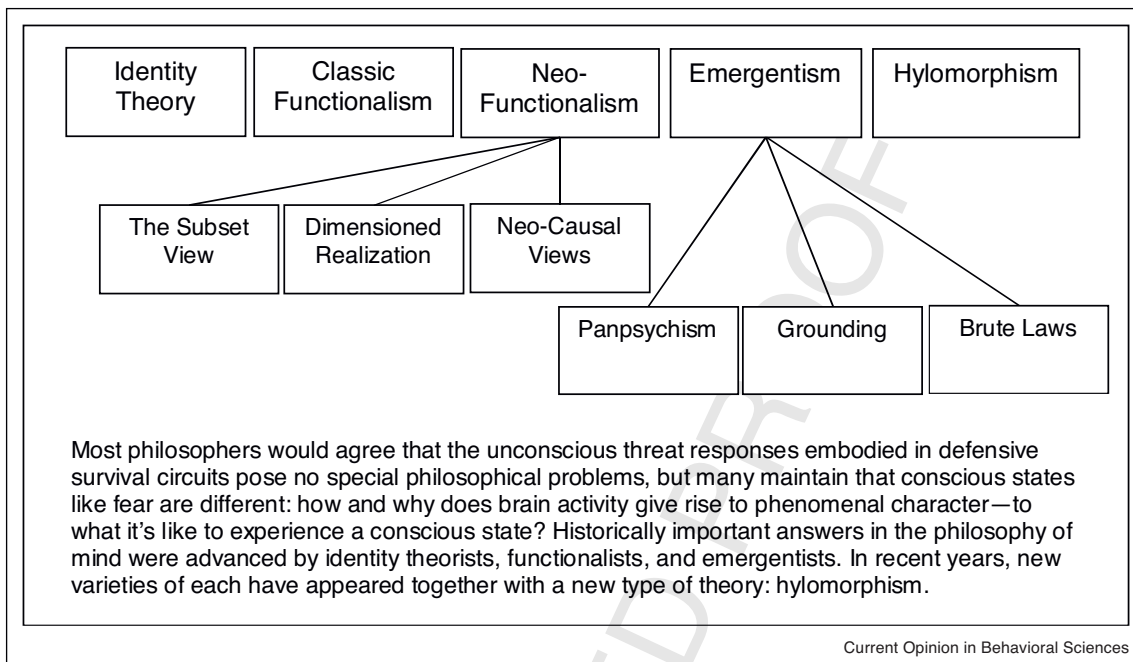 Identity
Theory
Classic
Functionalism
Neo-
Functionalism
Emergentism
Hylomorphism
The Subset
View
Dimensioned
Realization
Neo-Causal
Views
Panpsychism
Grounding
Brute Laws
Most philosophers would agree that the unconscious threat responses embodied in defensive
survival circuits pose no special philosophical problems, but many maintain that conscious states
like fear are different: how and why does brain activity give rise to phenomenal character—to
what it's like to experience a conscious state? Historically important answers in the philosophy of
mind were advanced by identity theorists, functionalists, and emergentists. In recent years, new
varieties of each have appeared together with a new type of theory: hylomorphism.
Current Opinion in Behavioral Sciences
ED PROOF